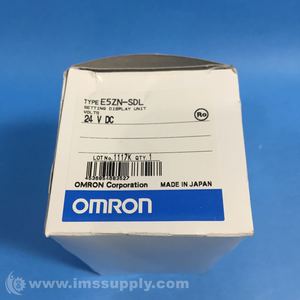 TYPE E5ZN-SDL
SETTING DISPLAY UNIT
VOLTS
24 V DC
Ro
LOT No. 1117K QTY. 1
OMRON Corporation MADE IN JAPAN
OMRON
© www.imssupply.com